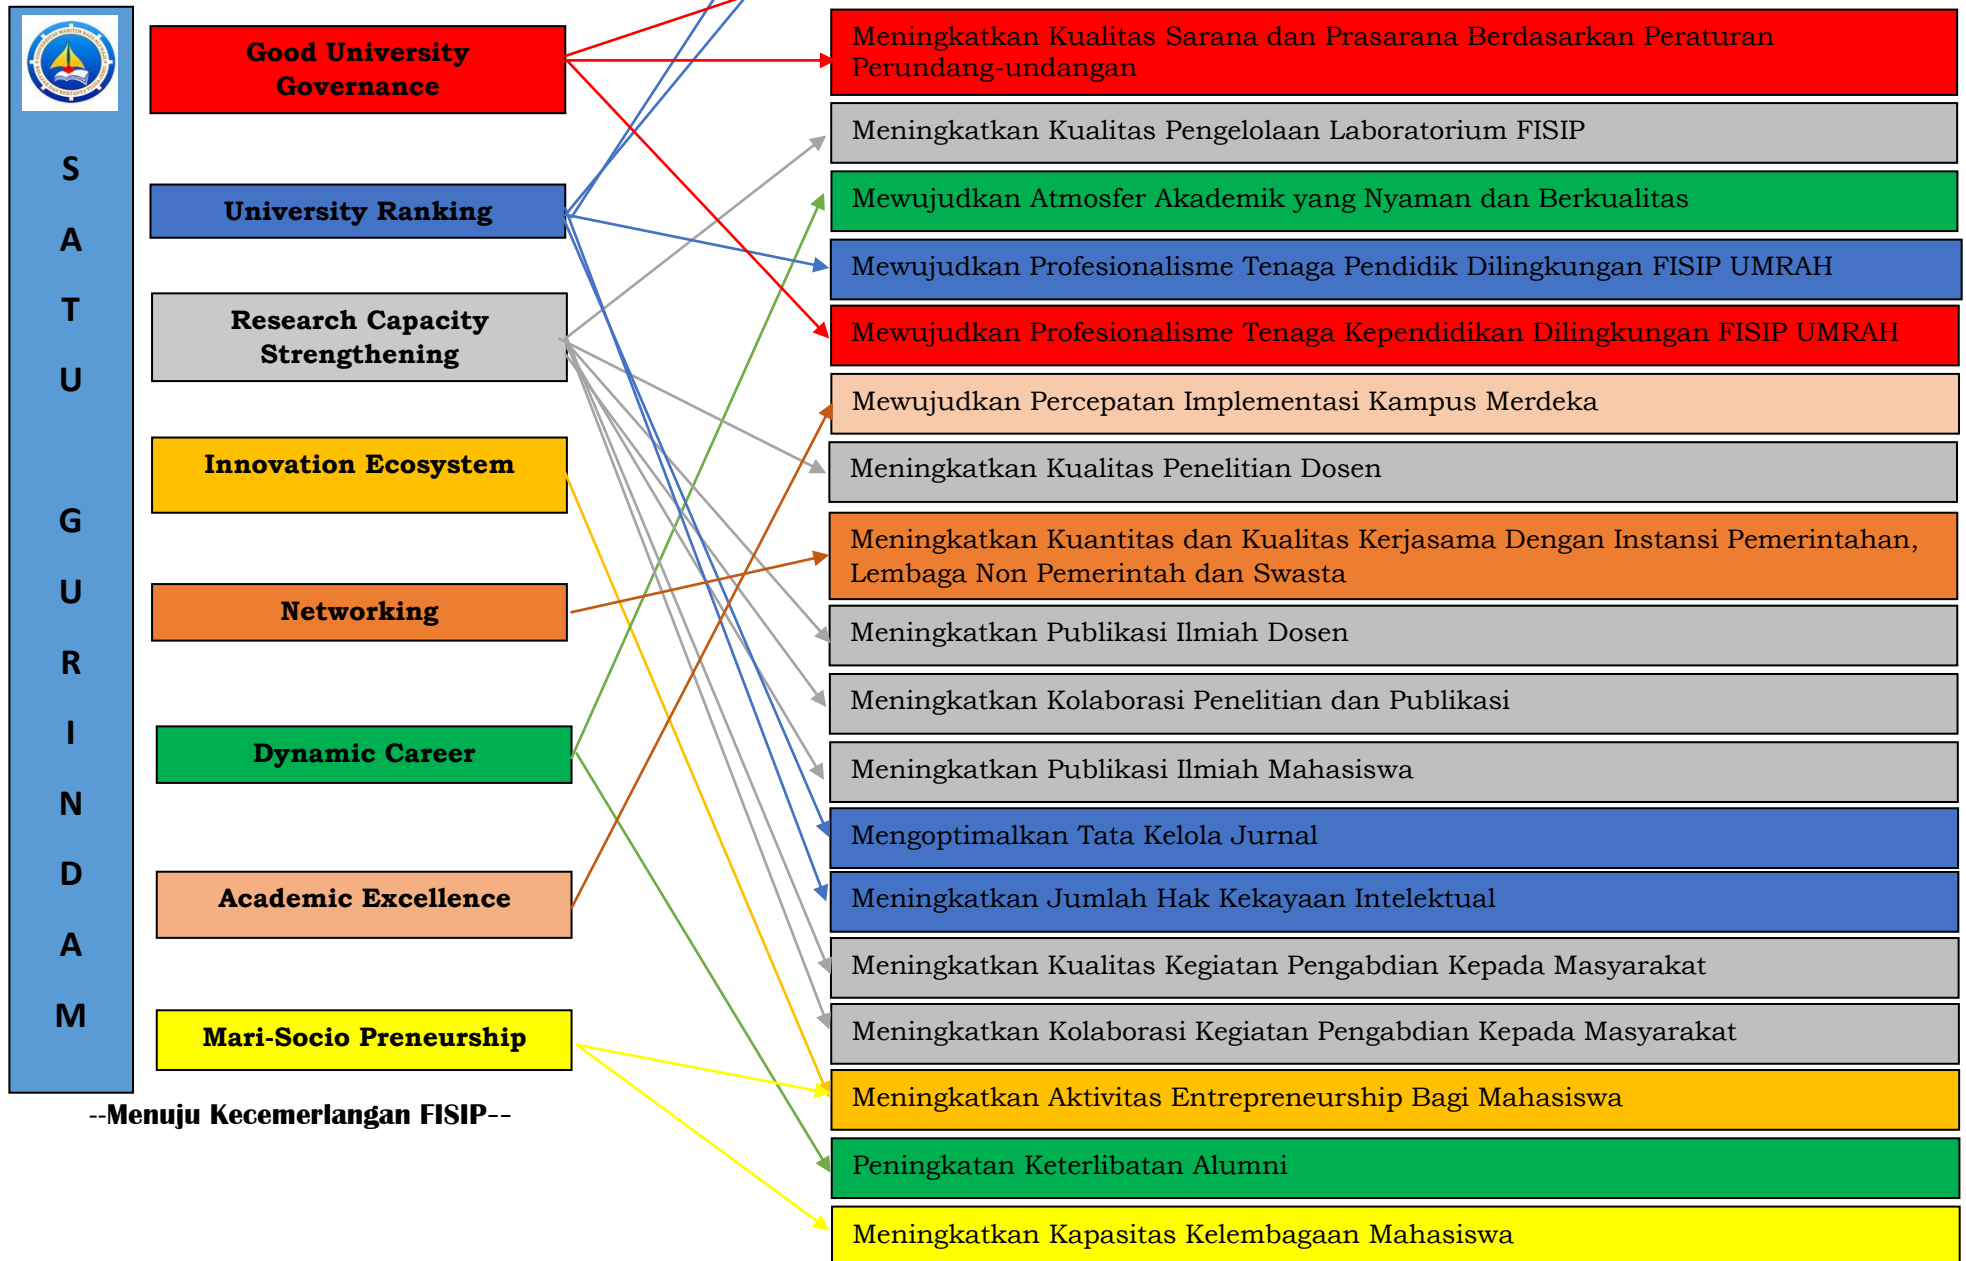 S
A
T
U
G
U
R
I
N
D
A
M
Good University
Governance
University Ranking
Research Capacity
Strengthening
Innovation Ecosystem
Networking
Dynamic Career
Academic Excellence
Mari-Socio Preneurship
--Menuju Kecemerlangan FISIP--
Meningkatkan Kualitas Sarana dan Prasarana Berdasarkan Peraturan
Perundang-undangan
Meningkatkan Kualitas Pengelolaan Laboratorium FISIP
Mewujudkan Atmosfer Akademik yang Nyaman dan Berkualitas
Mewujudkan Profesionalisme Tenaga Pendidik Dilingkungan FISIP UMRAH
Mewujudkan Profesionalisme Tenaga Kependidikan Dilingkungan FISIP UMRAH
Mewujudkan Percepatan Implementasi Kampus Merdeka
Meningkatkan Kualitas Penelitian Dosen
Meningkatkan Kuantitas dan Kualitas Kerjasama Dengan Instansi Pemerintahan,
Lembaga Non Pemerintah dan Swasta
Meningkatkan Publikasi Ilmiah Dosen
Meningkatkan Kolaborasi Penelitian dan Publikasi
Meningkatkan Publikasi Ilmiah Mahasiswa
Mengoptimalkan Tata Kelola Jurnal
Meningkatkan Jumlah Hak Kekayaan Intelektual
Meningkatkan Kualitas Kegiatan Pengabdian Kepada Masyarakat
Meningkatkan Kolaborasi Kegiatan Pengabdian Kepada Masyarakat
Meningkatkan Aktivitas Entrepreneurship Bagi Mahasiswa
Peningkatan Keterlibatan Alumni
Meningkatkan Kapasitas Kelembagaan Mahasiswa